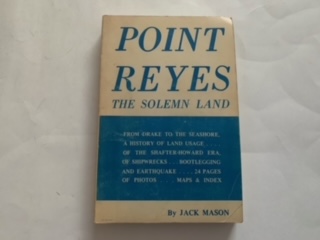 POINT
REYES
THE SOLEMN LAND
FROM DRAKE TO THE SEASHORE,
A HISTORY OF LAND USAGE
OF THE SHAFTER-HOWARD ERA,
OF SHIPWRECKS . . . BOOTLEGGING
AND EARTHQUAKE . . . . 24 PAGES
OF PHOTOS . . . MAPS & INDEX
By JACK MASON